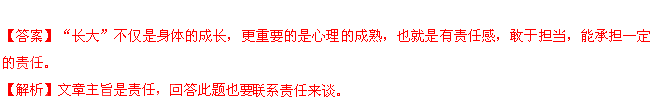 【答案】“长大”不仅是身体的成长，更重要的是心理的成熟，也就是有责任感，敢于担当，能承担一定
的责任。
【解析】文章主旨是责任，回答此题也要联系责任来谈。